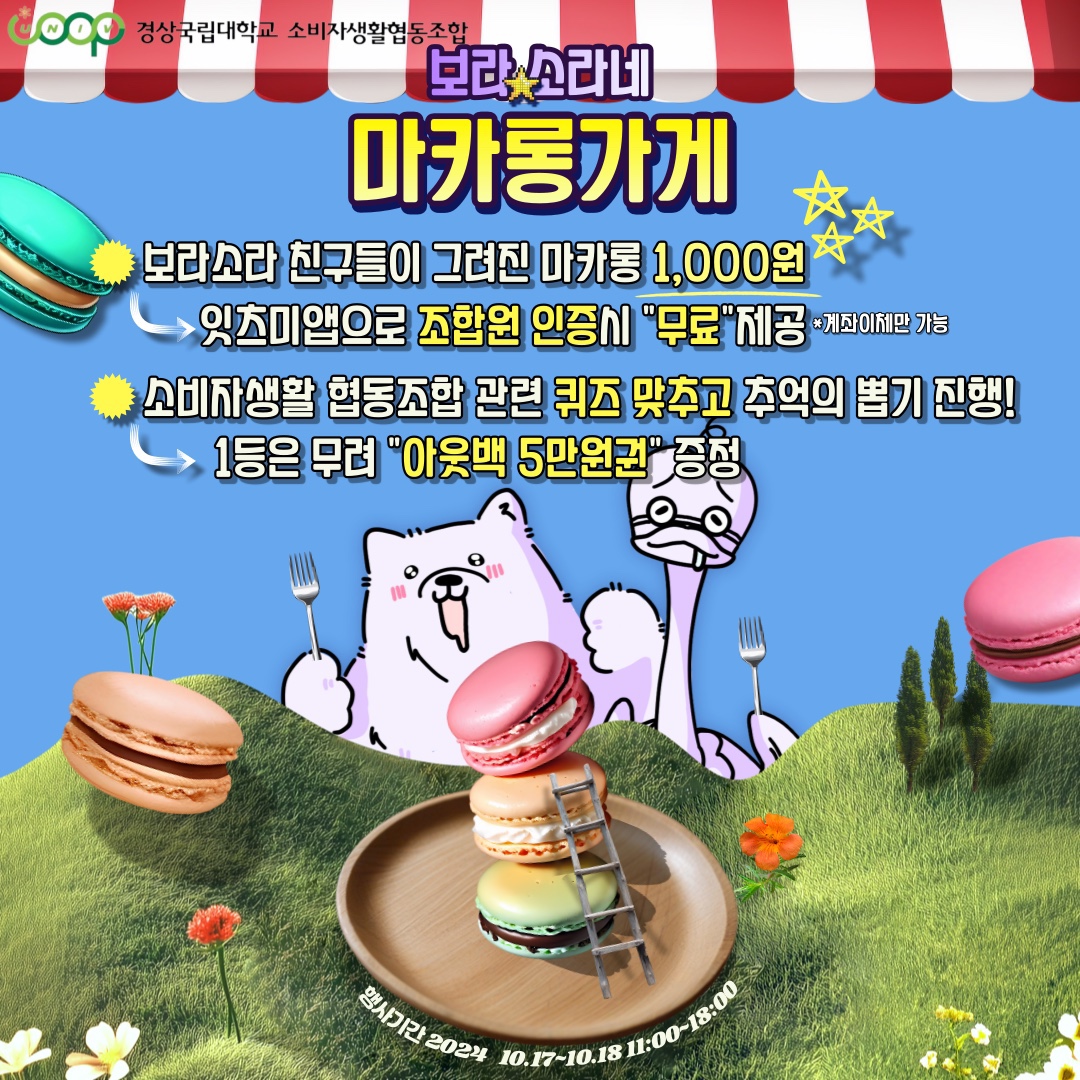 coop UNIV 경상국립대학교 소비자생활협동조합
보라★소라네
마카롱가게
보라소라 친구들이 그려진 마카롱 1,000원
잇츠미앱으로 조합원 인증시 "무료"제공 *계좌이체만 가능
소비자생활 협동조합 관련 퀴즈 맞추고 추억의 뽑기 진행!
1등은 무려 "아웃백 5만원권" 증정
행사기간 2024 10.17~10.18 11:00~18:00